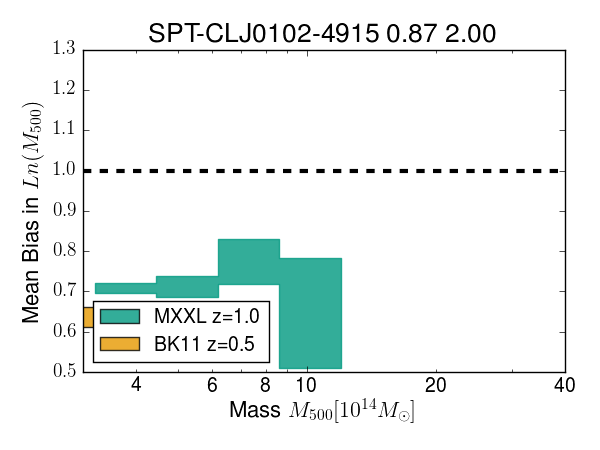 SPT-CLJ0102-4915 0.87 2.00
1.3
1.2
1.1
1.0
0.9
0.8
0.7
0.6
0.5
Mean Bias in Ln(M500)
MXXL z=1.0
BK11 z=0.5
4 6 8 10 20 40
Mass M500[10^14 M⊙]